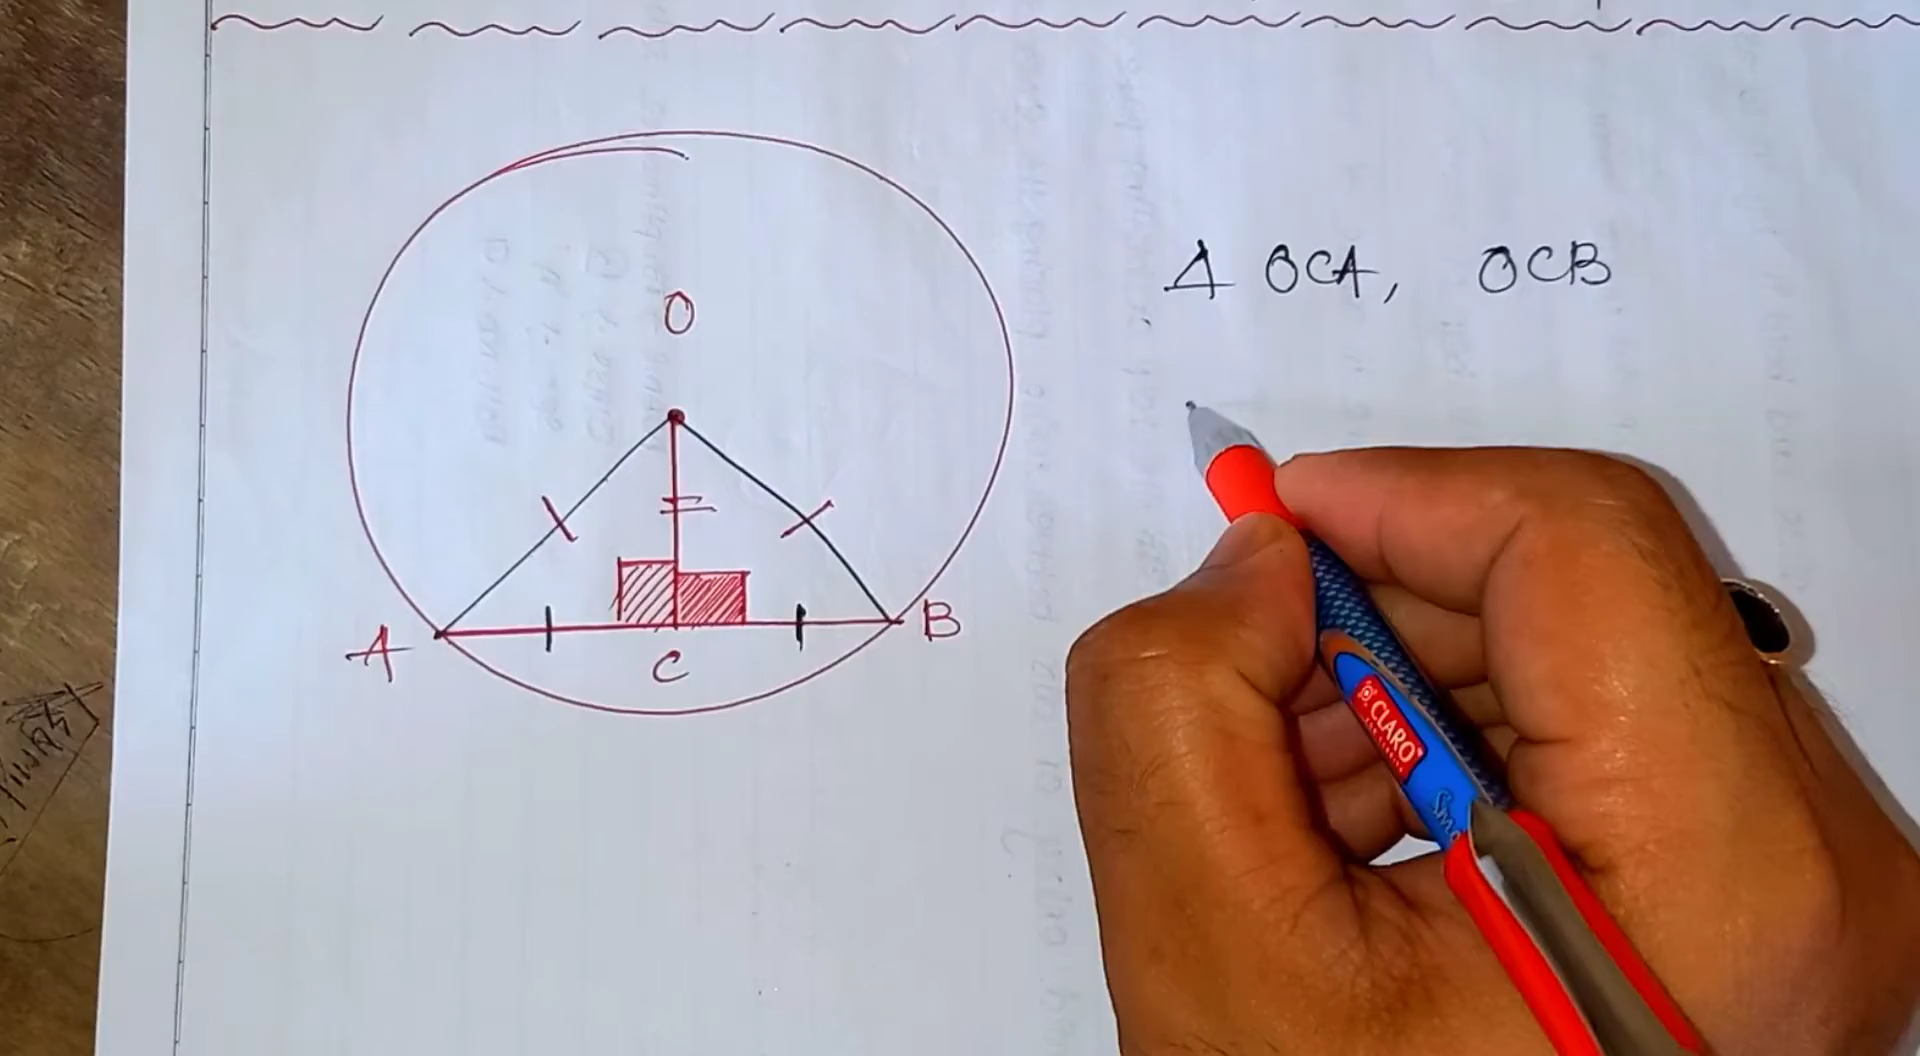 Δ OCA, OCB
O
A
C
B
CLARO